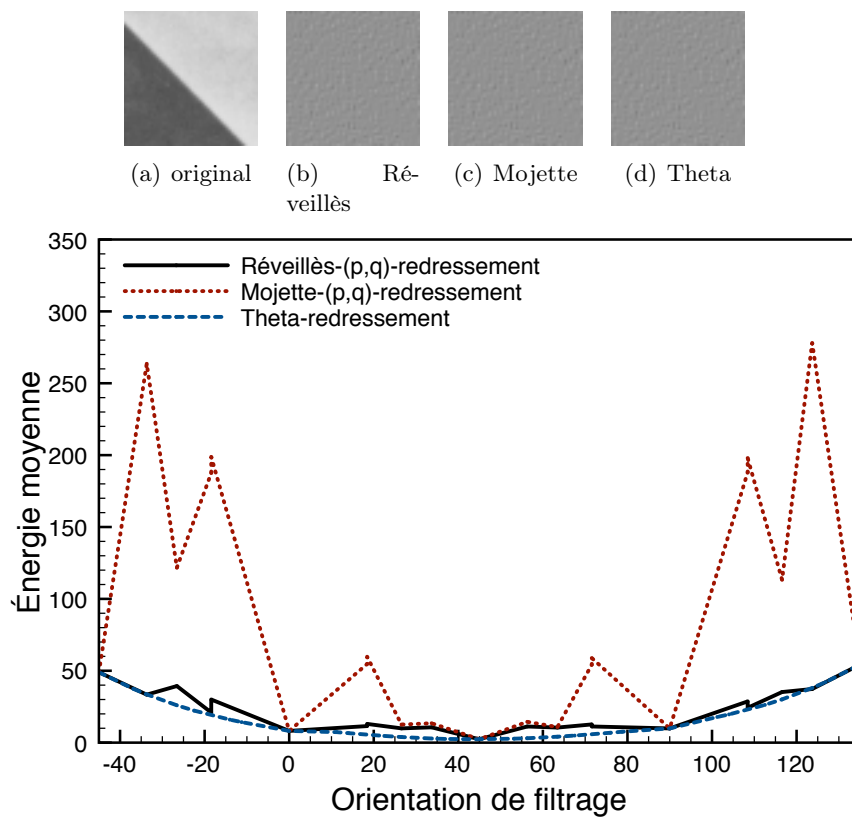 (a) original
(b) Ré-
veillès
(c) Mojette
(d) Theta
350
300
250
200
150
100
50
0
Énergie moyenne
Réveillès-(p,q)-redressement
Mojette-(p,q)-redressement
Theta-redressement
-40 -20 0 20 40 60 80 100 120
Orientation de filtrage